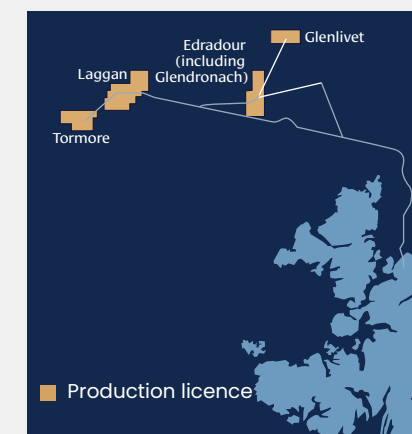 Glenlivet
Edradour
(including
Glendronach)
Laggan
Tormore
Production licence